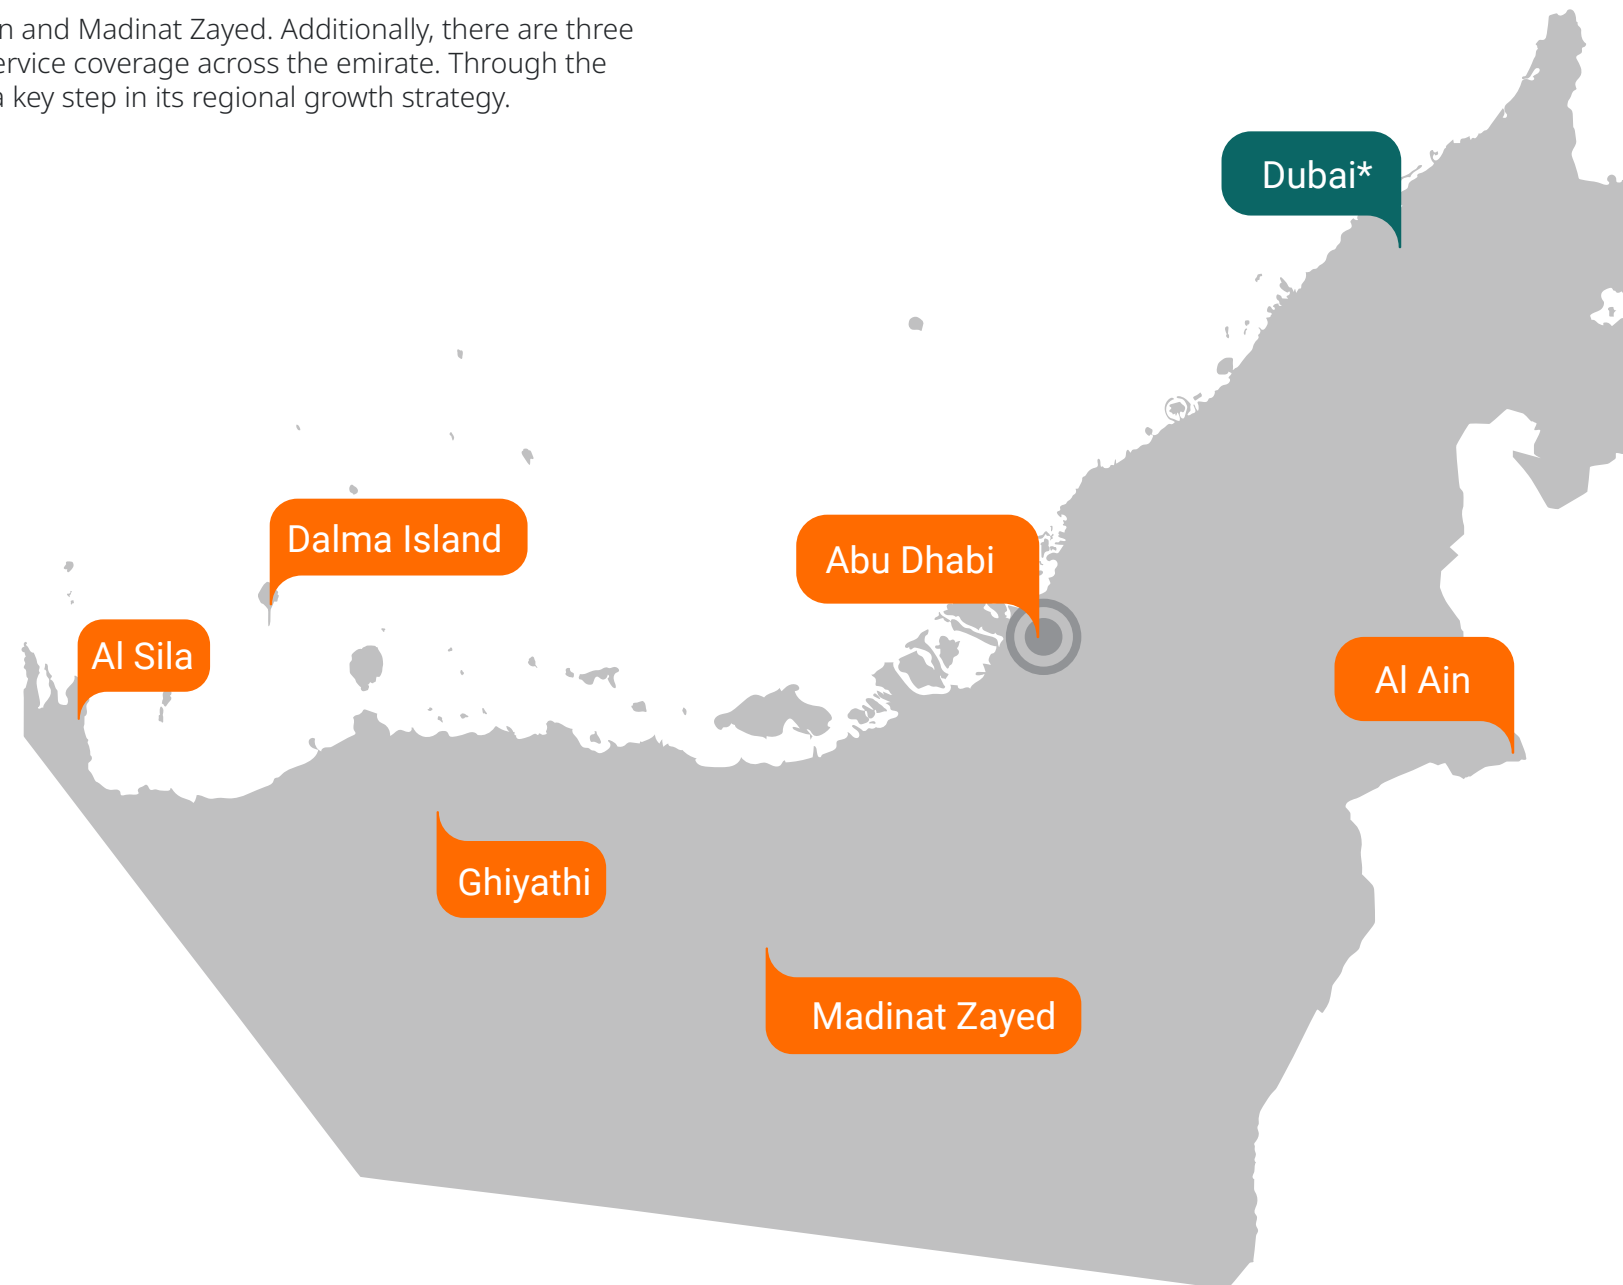 n and Madinat Zayed. Additionally, there are three
ervice coverage across the emirate. Through the
a key step in its regional growth strategy.
Dubai*
Dalma Island
Abu Dhabi
Al Sila
Al Ain
Ghiyathi
Madinat Zayed